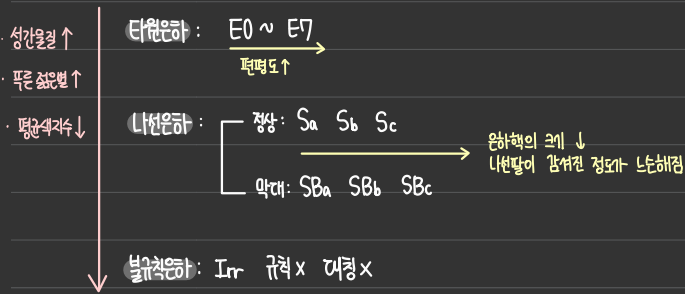 타원은하 : E0 ~ E7
편평도↑
· 성간물질 ↑
· 푸른 젊은별 ↑
· 평균색지수 ↓
나선은하 :
정상 : Sa Sb Sc
막대 : SBa SBb SBc
은하핵의 크기 ↓
나선팔이 감겨진 정도가 느슨해짐
불규칙은하 : Irr 규칙 X 대칭 X